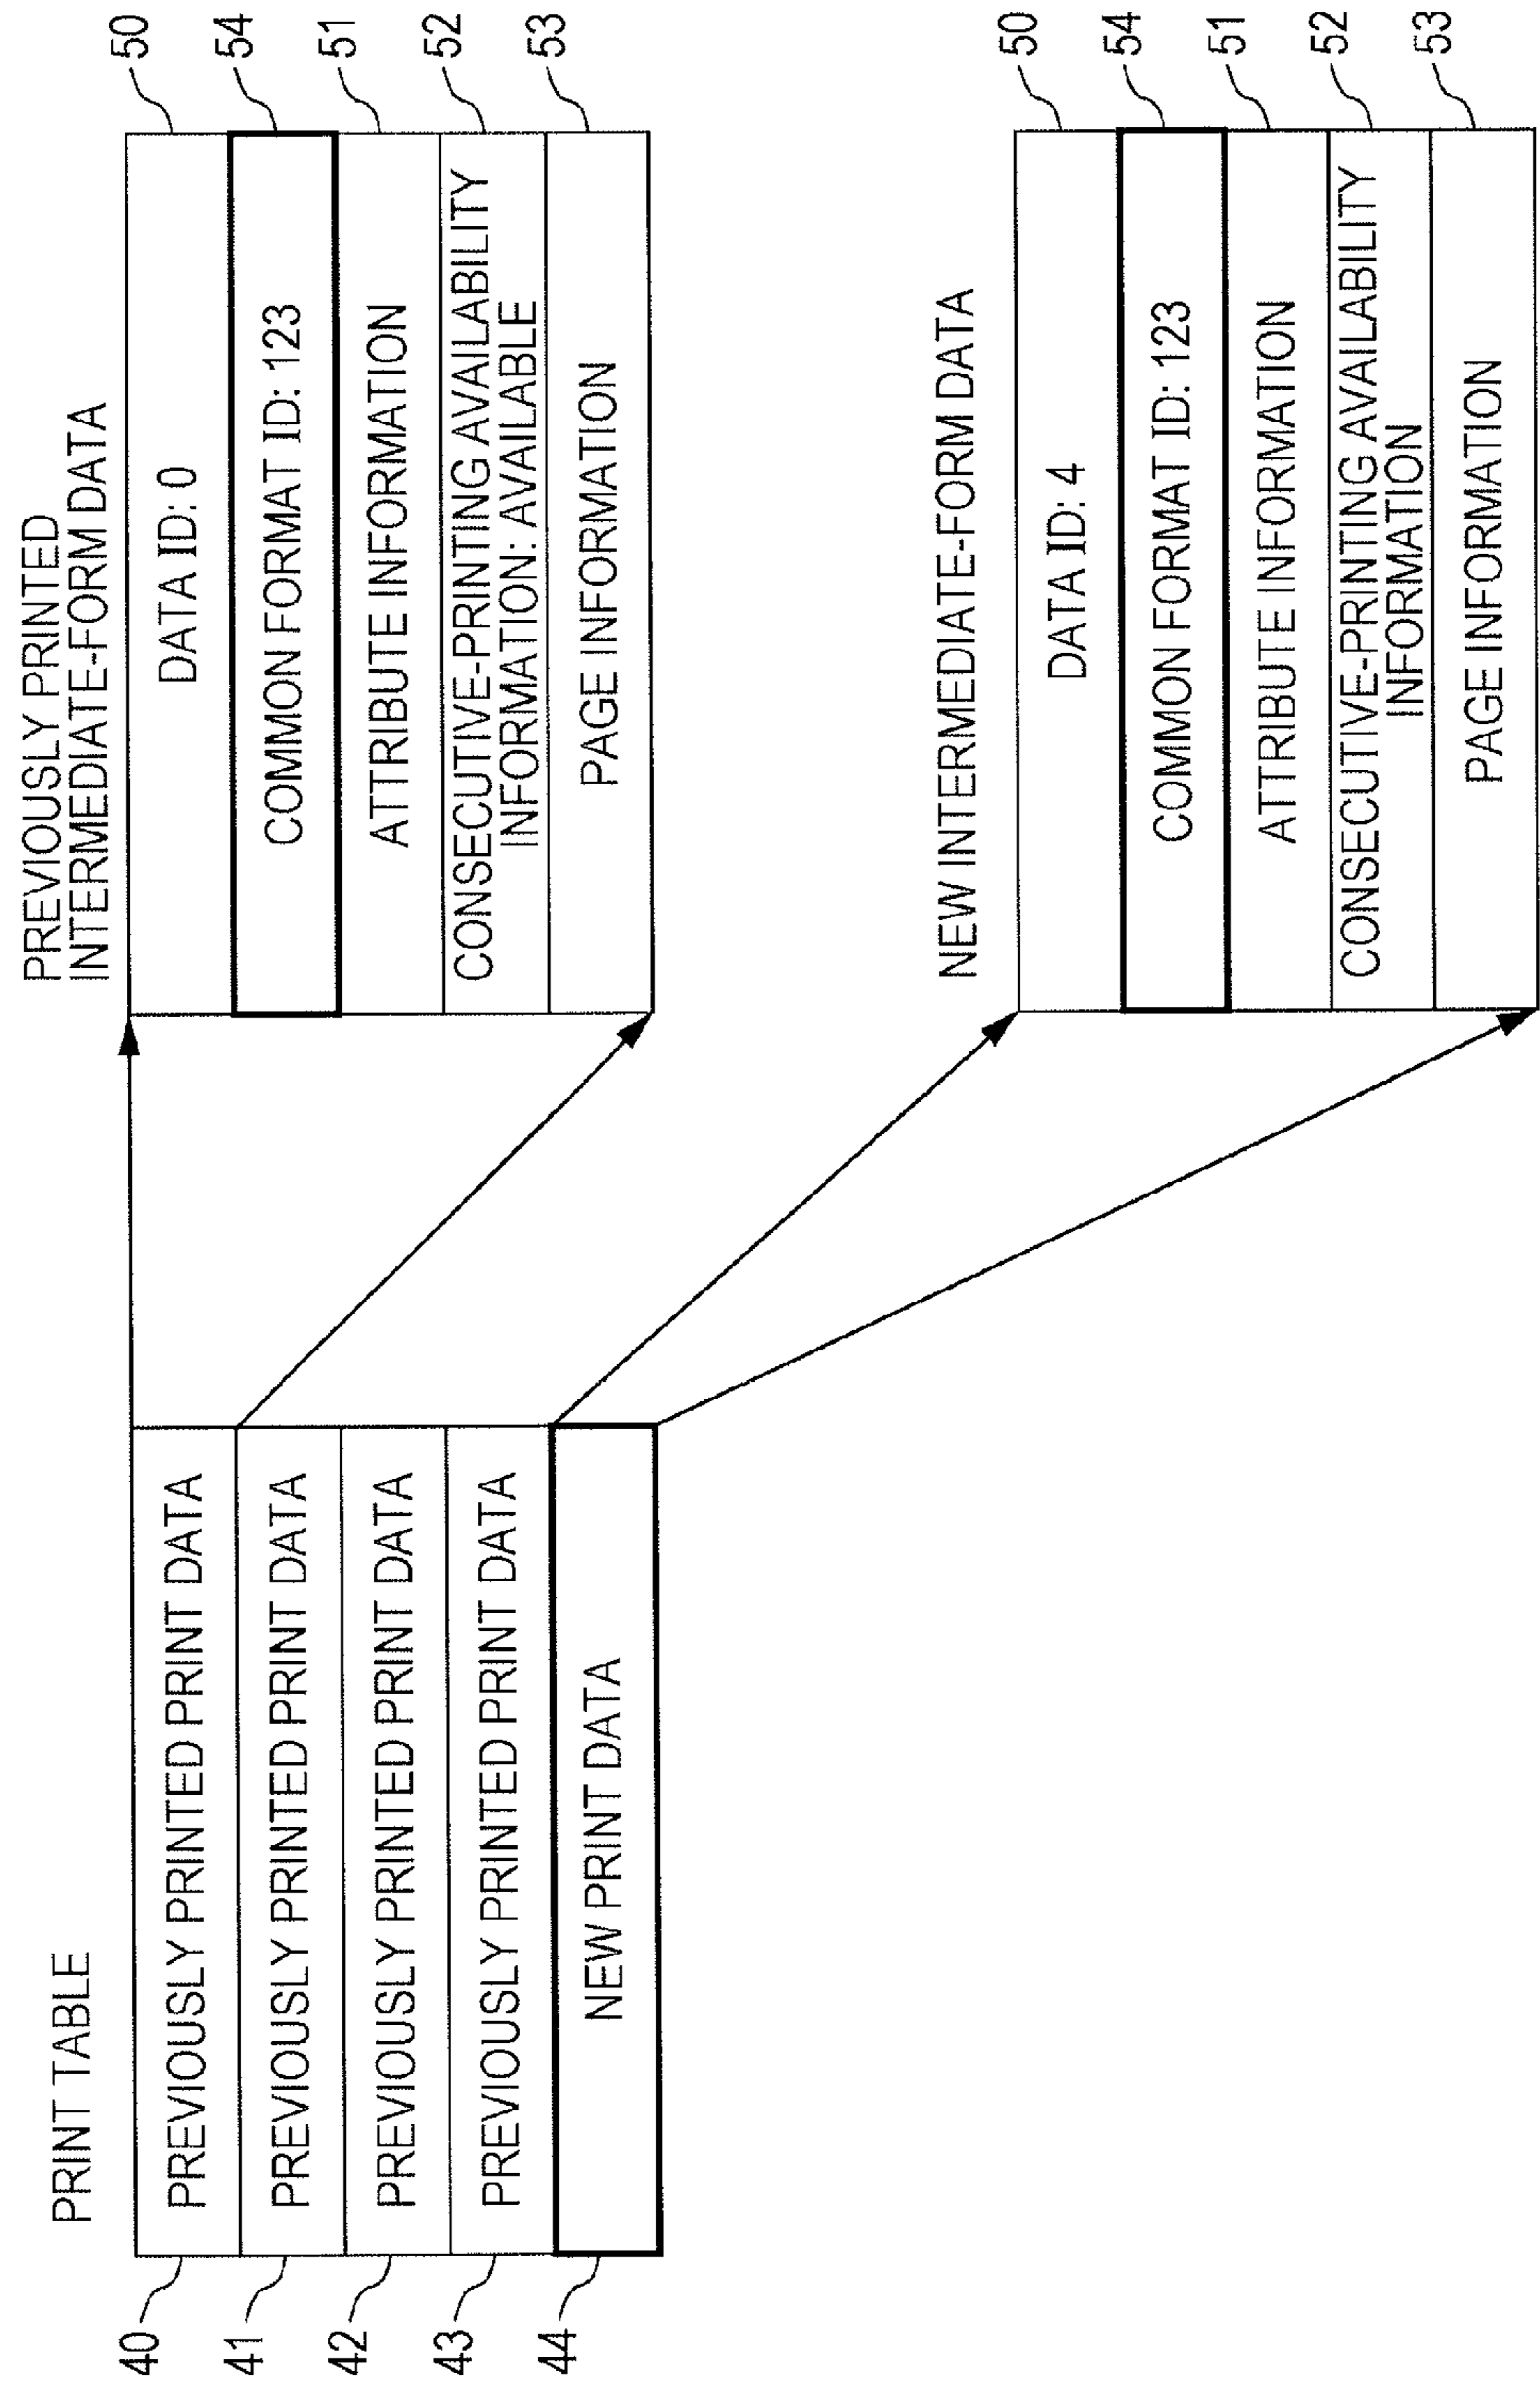 PRINT TABLE
40
PREVIOUSLY PRINTED PRINT DATA
41
PREVIOUSLY PRINTED PRINT DATA
42
PREVIOUSLY PRINTED PRINT DATA
43
PREVIOUSLY PRINTED PRINT DATA
44
NEW PRINT DATA
PREVIOUSLY PRINTED
INTERMEDIATE-FORM DATA
DATA ID: 0
50
COMMON FORMAT ID: 123
54
ATTRIBUTE INFORMATION
51
CONSECUTIVE-PRINTING AVAILABILITY
INFORMATION: AVAILABLE
52
PAGE INFORMATION
53
NEW INTERMEDIATE-FORM DATA
DATA ID: 4
50
COMMON FORMAT ID: 123
54
ATTRIBUTE INFORMATION
51
CONSECUTIVE-PRINTING AVAILABILITY
INFORMATION
52
PAGE INFORMATION
53